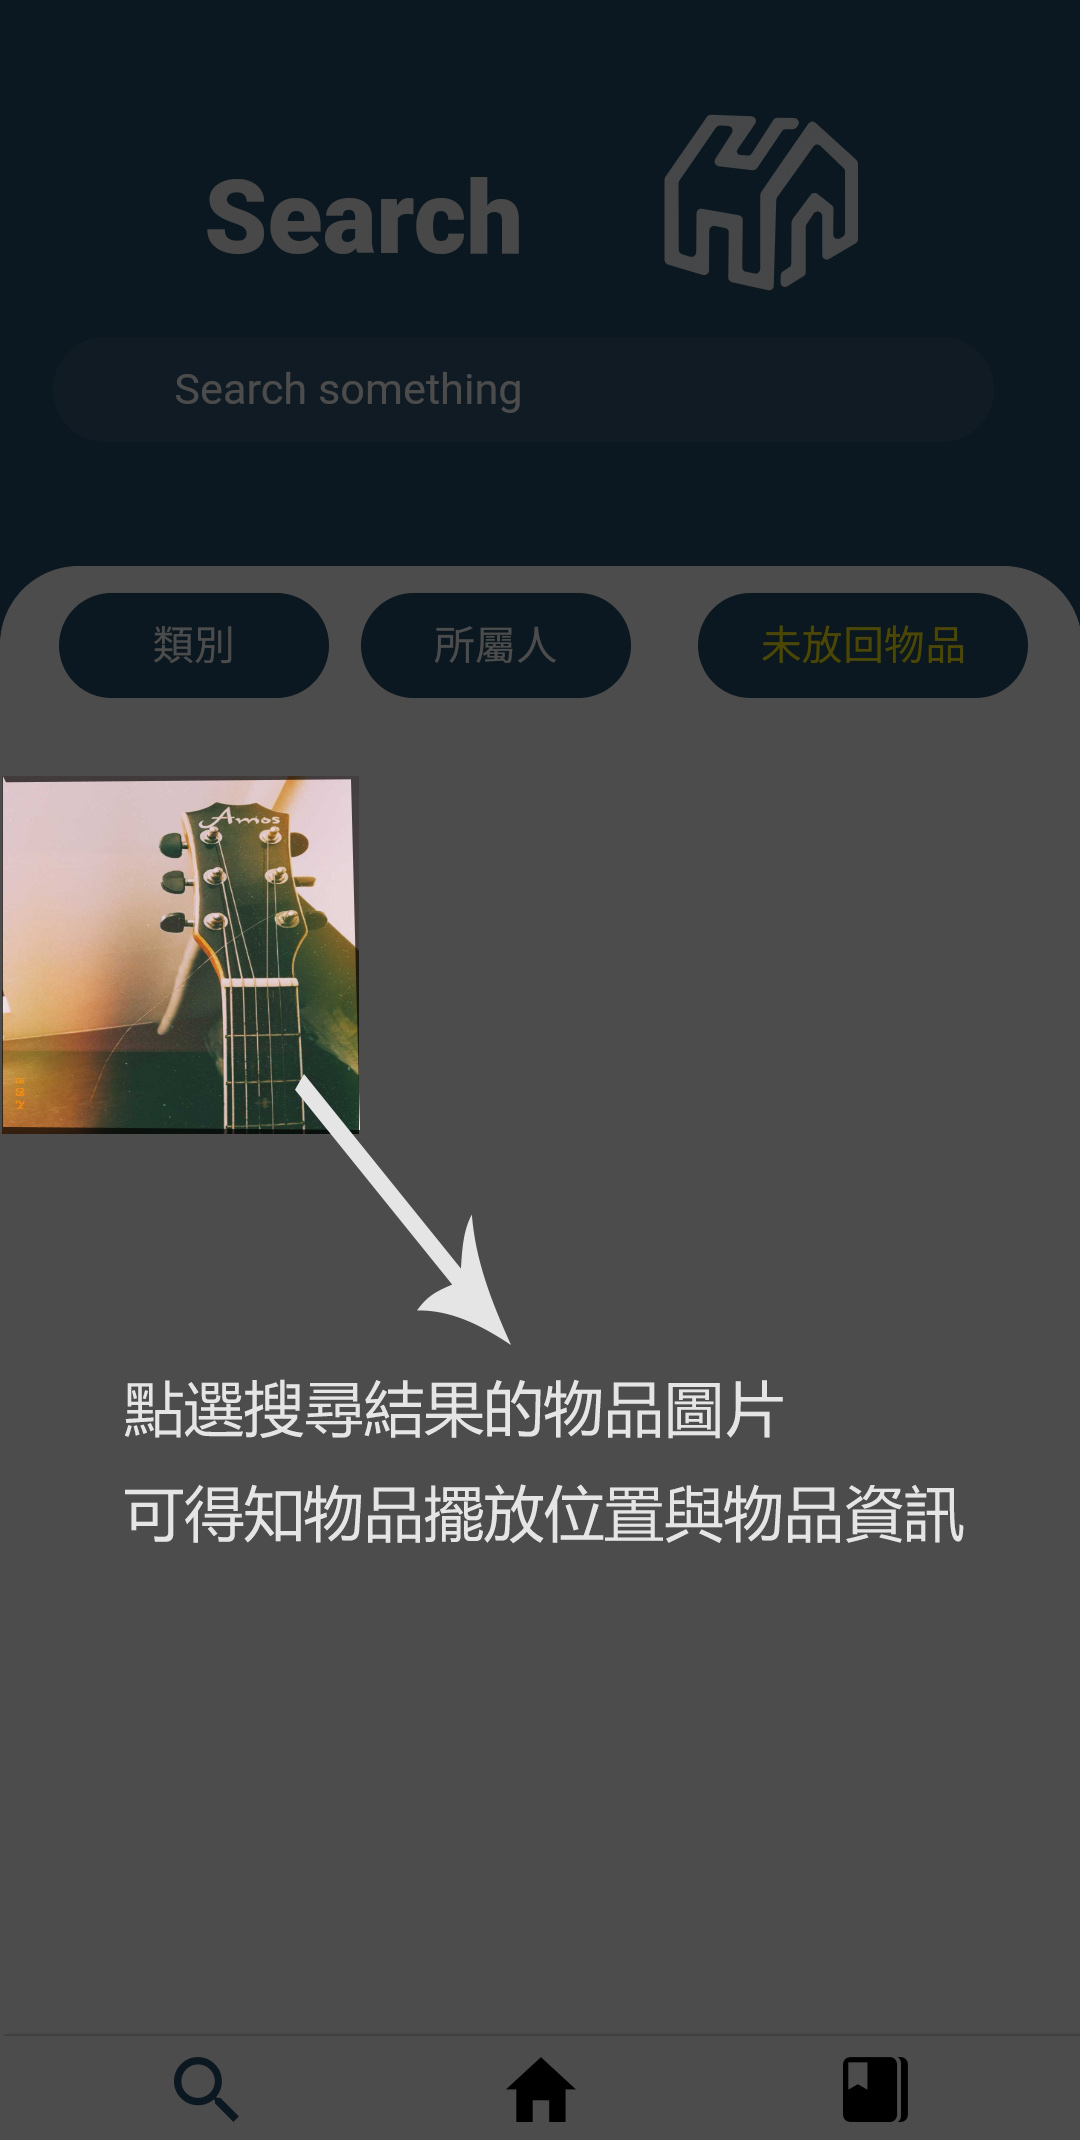 Search
Search something
類別
所屬人
未放回物品
Amos
點選搜尋結果的物品圖片
可得知物品擺放位置與物品資訊